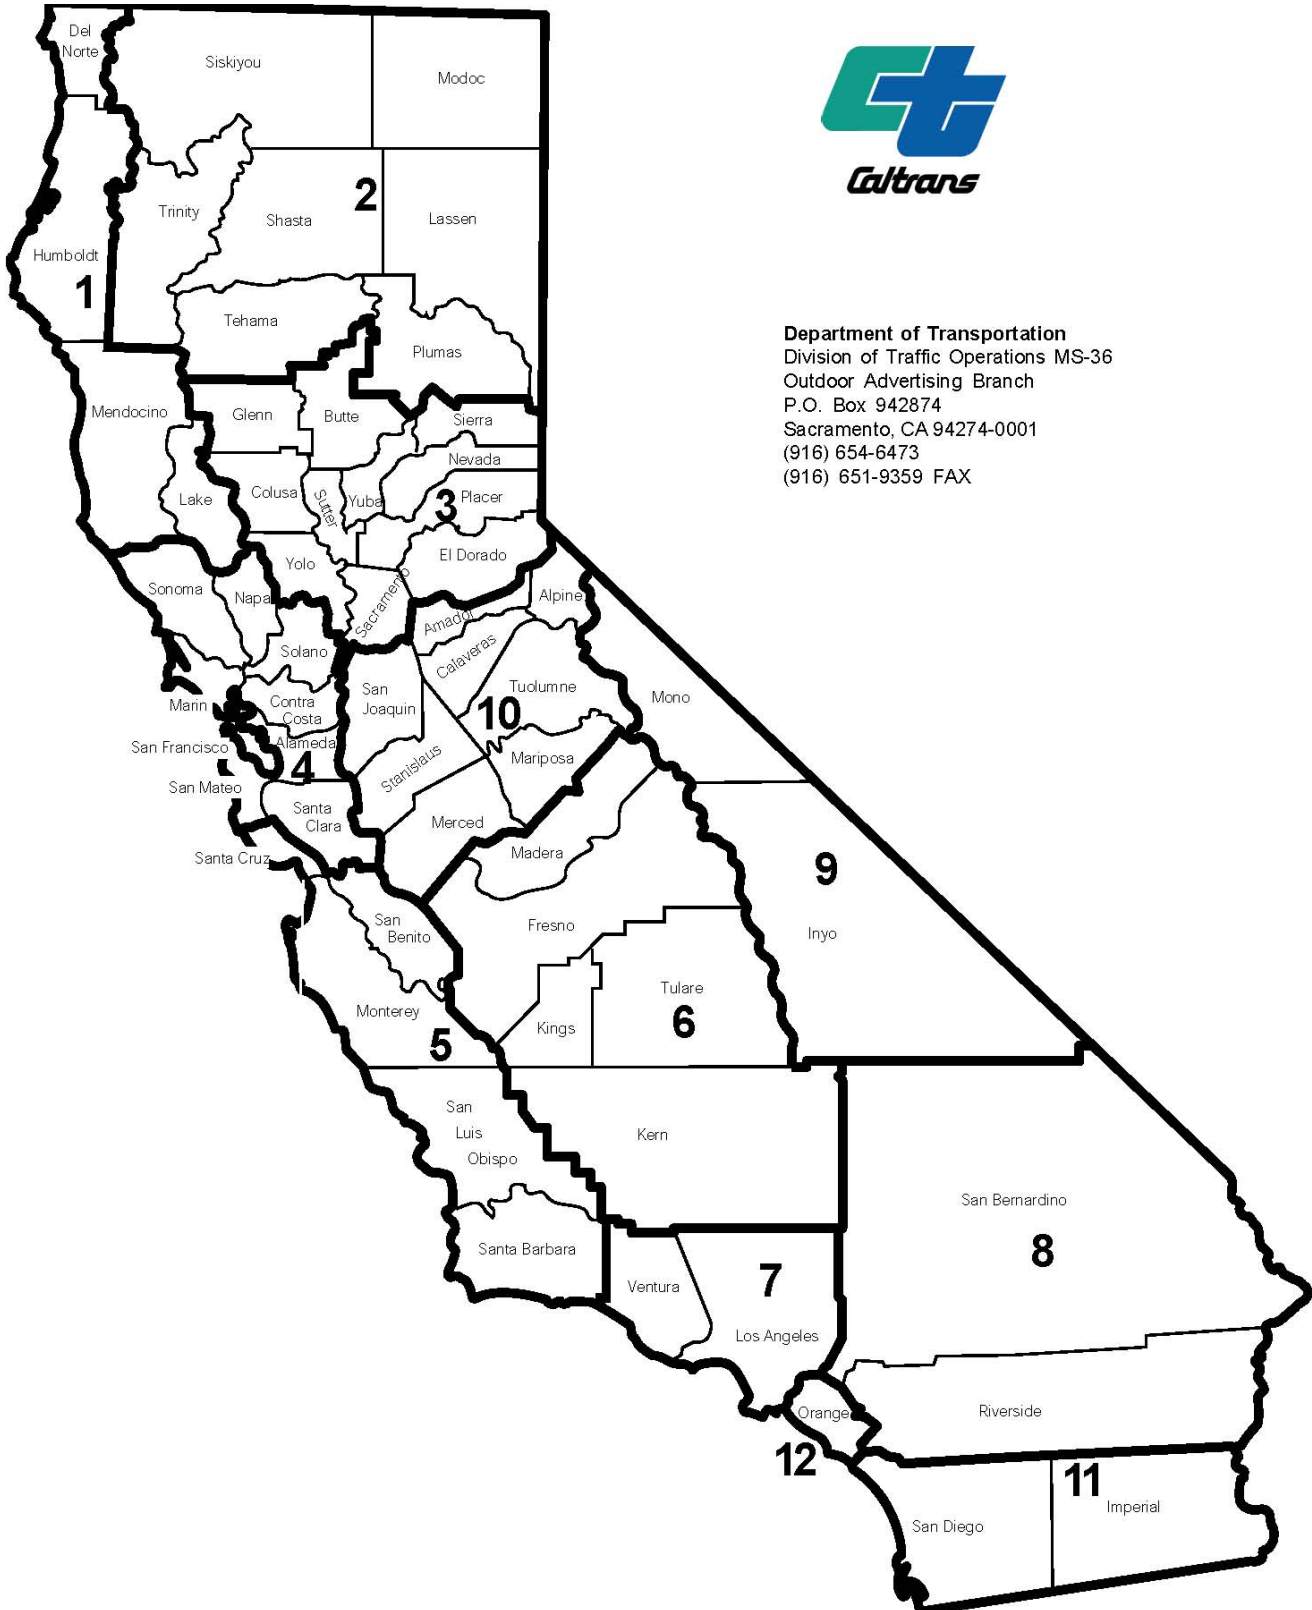 Del
Norte
Siskiyou
Modoc
Caltrans
2
Trinity
Shasta
Lassen
Humboldt
1
Tehama
Plumas
Department of Transportation
Division of Traffic Operations MS-36
Outdoor Advertising Branch
P.O. Box 942874
Sacramento, CA 94274-0001
(916) 654-6473
(916) 651-9359 FAX
Mendocino
Glenn
Butte
Sierra
Nevada
Lake
Colusa
Sutter
Yuba
3
Placer
El Dorado
Yolo
Sonoma
Napa
Sacramento
Alpine
Amador
Solano
Calaveras
Marin
Contra
Costa
San
Joaquin
Tuolumne
Mono
10
San Francisco
Alameda
4
Stanislaus
Mariposa
San Mateo
Santa
Clara
Merced
Santa Cruz
Madera
9
San
Benito
Fresno
Inyo
Monterey
Tulare
Kings
6
5
San
Luis
Obispo
Kern
San Bernardino
8
Santa Barbara
Ventura
7
Los Angeles
Orange
Riverside
12
11
San Diego
Imperial